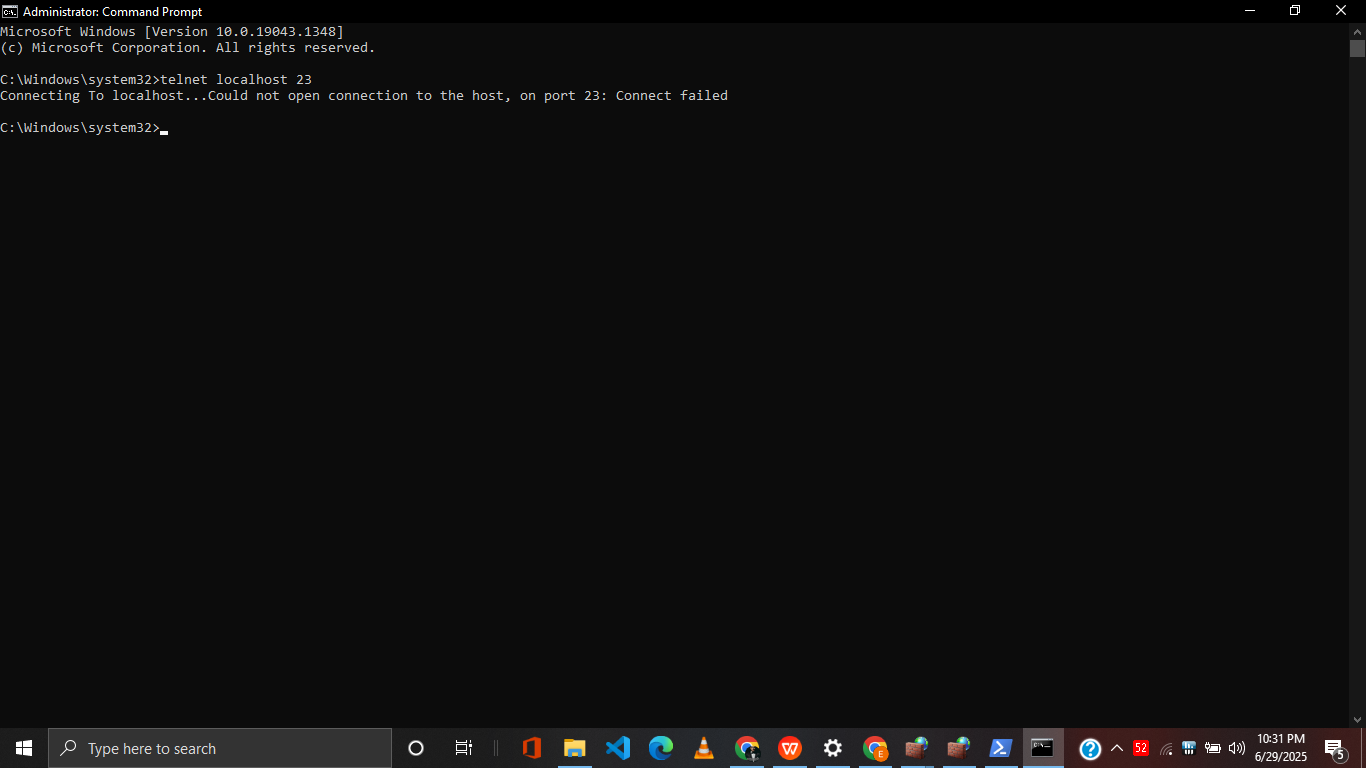 Administrator: Command Prompt
Microsoft Windows [Version 10.0.19043.1348]
(c) Microsoft Corporation. All rights reserved.
C:\Windows\system32>telnet localhost 23
Connecting To localhost...Could not open connection to the host, on port 23: Connect failed
C:\Windows\system32>
Type here to search
52
10:31 PM
6/29/2025
5